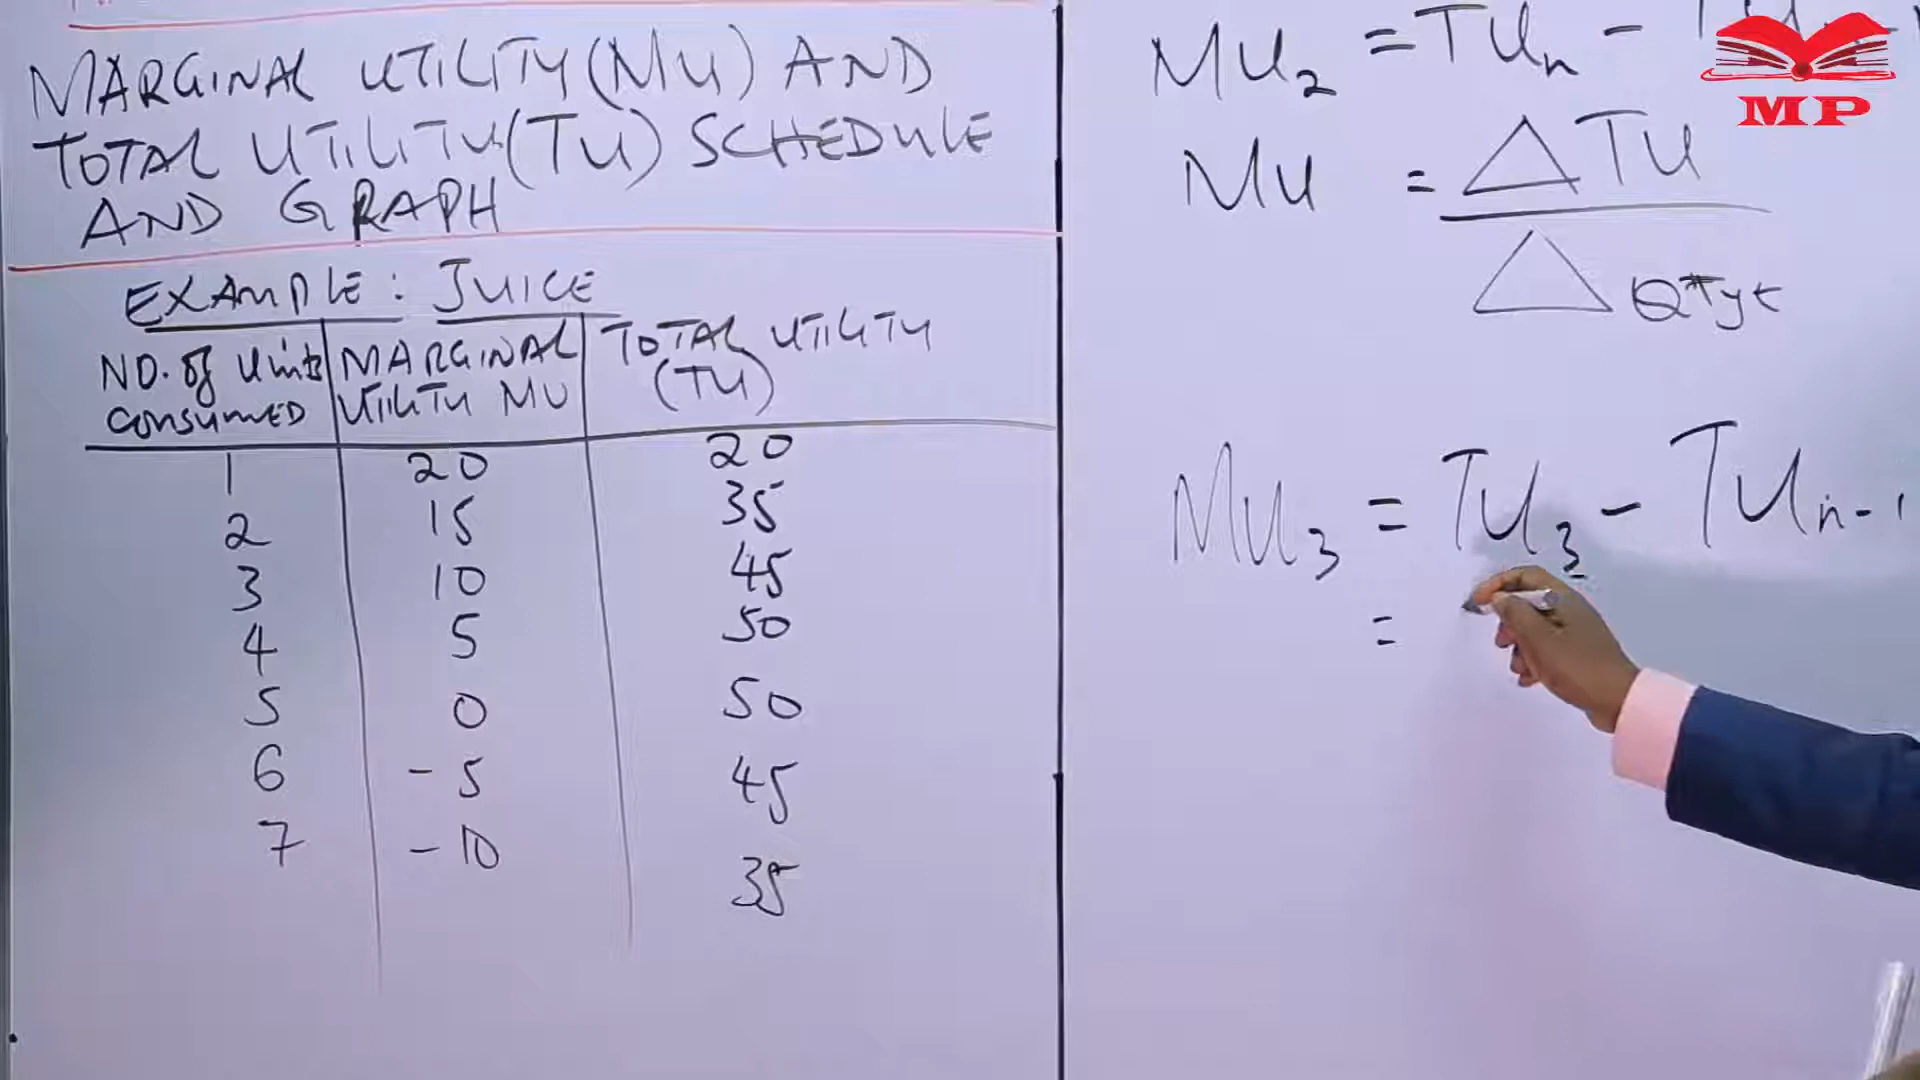 MARGINAL UTILITY (MU) AND
TOTAL UTILITY (TU) SCHEDULE
AND GRAPH
EXAMPLE: JUICE
NO. of Units consumed | MARGINAL UTILITY MU | TOTAL UTILITY (TU)
1 20 20
2 15 35
3 10 45
4 5 50
5 0 50
6 -5 45
7 -10 35
MU₂ = TUn -
MU = ΔTU
ΔQTyt
MU₃ = TU₃ - TUn-1
=
MP